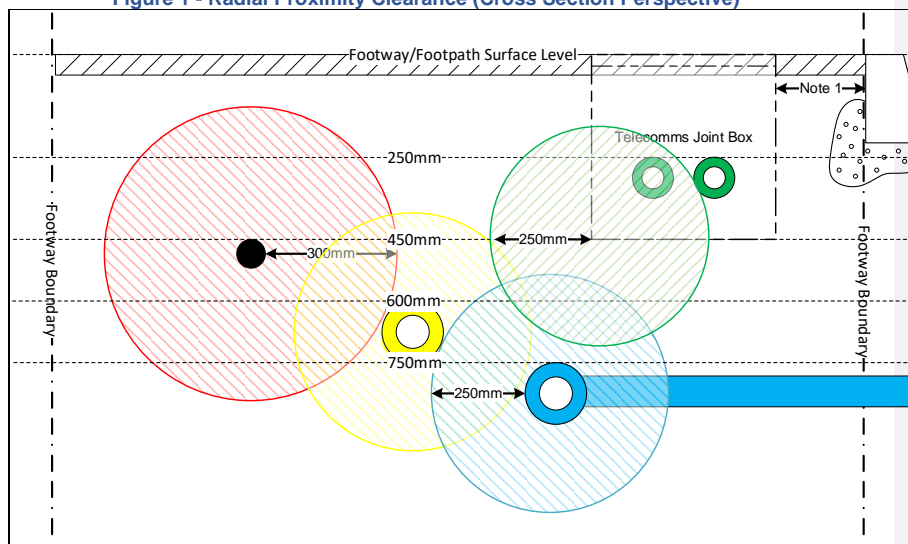 Figure 1 - Radial Proximity Clearance (Cross Section Perspective)
Footway/Footpath Surface Level
Note 1
Telecomms Joint Box
250mm
Footway Boundary
450mm
250mm
300mm
600mm
750mm
250mm
Footway Boundary